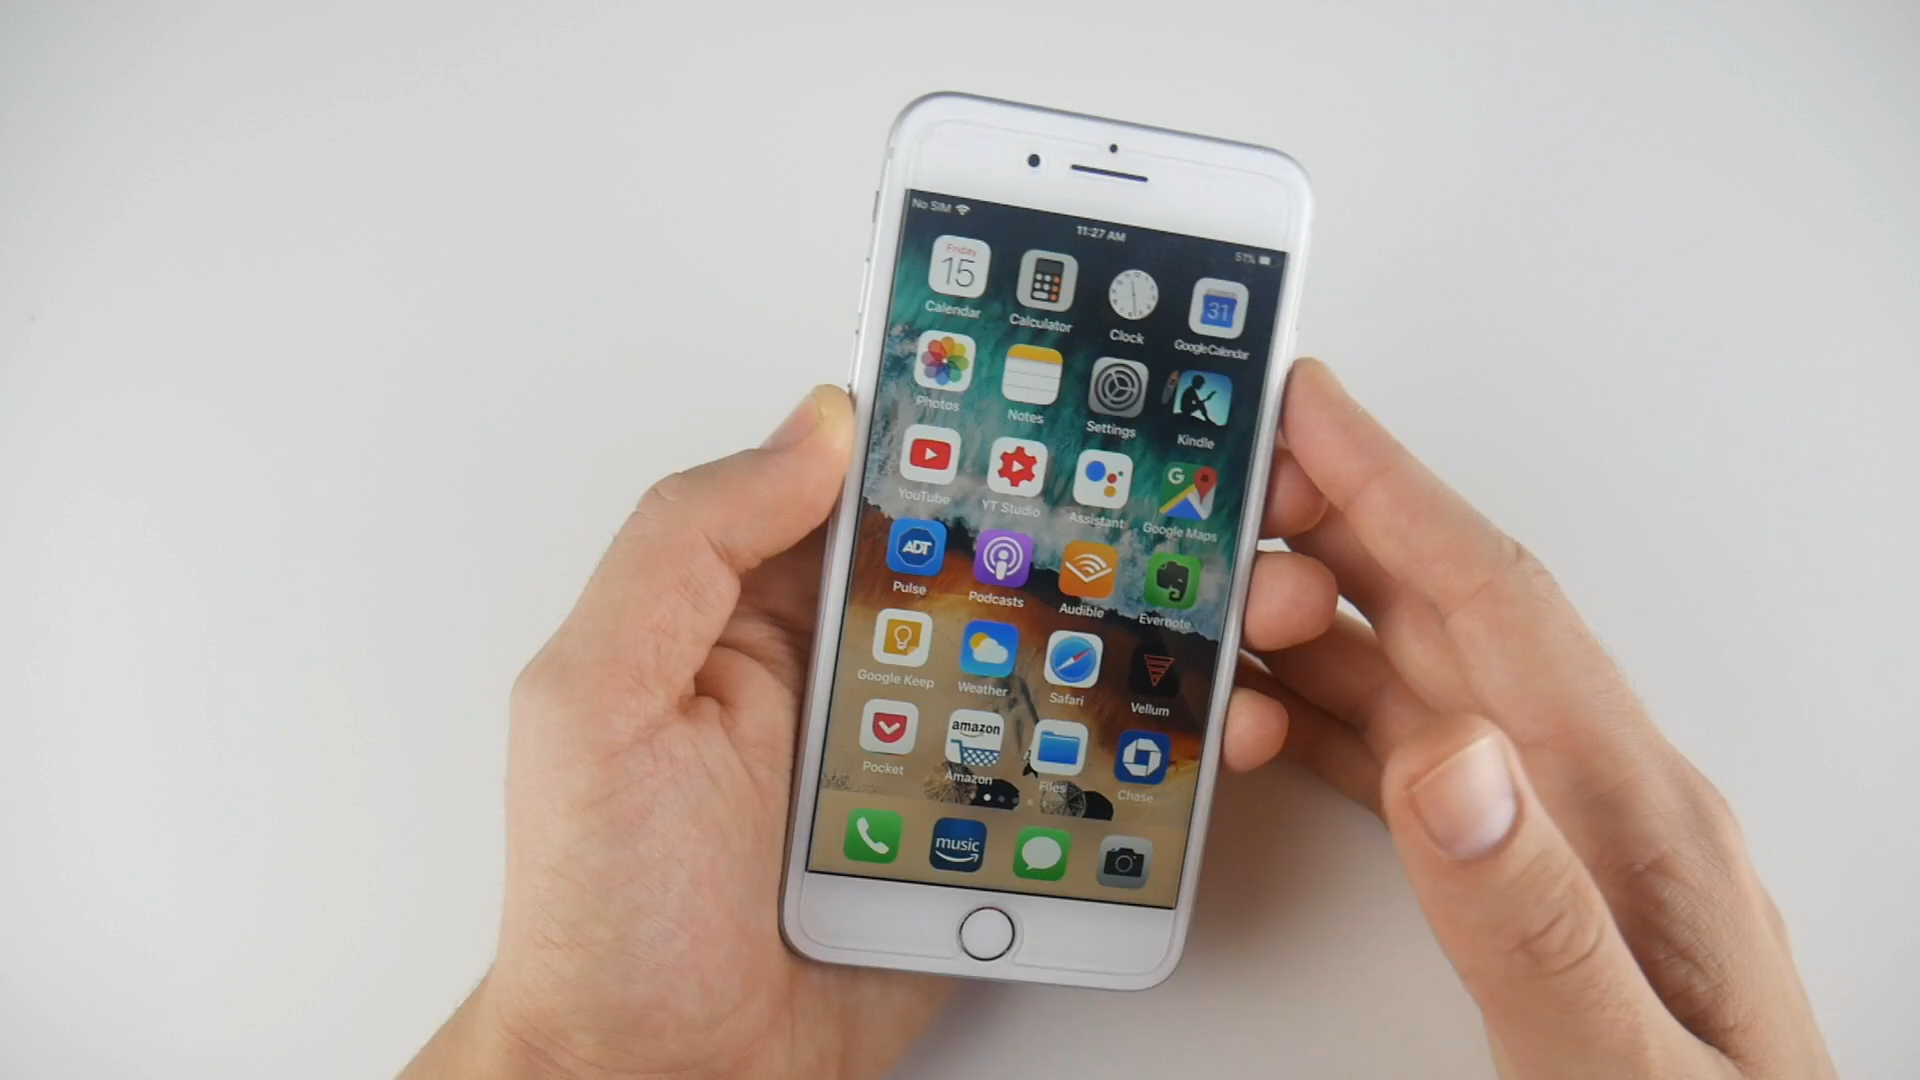 No SIM
11:27 AM
51%
Friday
15
31
Calendar
Calculator
Clock
Google Calendar
Photos
Notes
Settings
Kindle
G
YouTube
YT Studio
Assistant
Google Maps
ADT
Pulse
Podcasts
Audible
Evernote
Google Keep
Weather
Safari
Vellum
amazon
Pocket
Amazon
Files
Chase
music